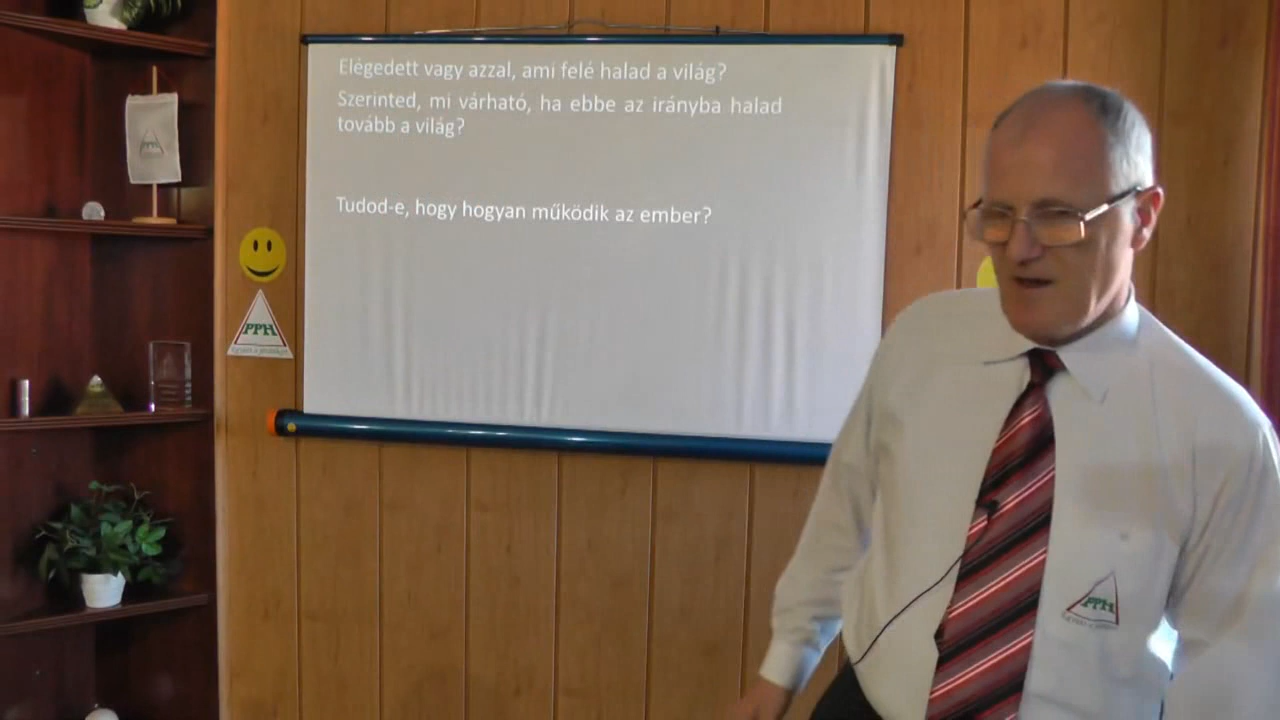 Elégedett vagy azzal, ami felé halad a világ?
Szerinted, mi várható, ha ebbe az irányba halad
tovább a világ?
Tudod-e, hogy hogyan működik az ember?
PPH
PPH
PPH